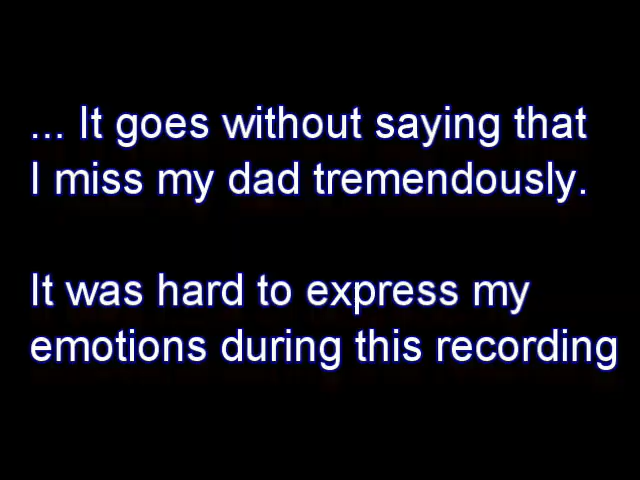 ... It goes without saying that
I miss my dad tremendously.
It was hard to express my
emotions during this recording